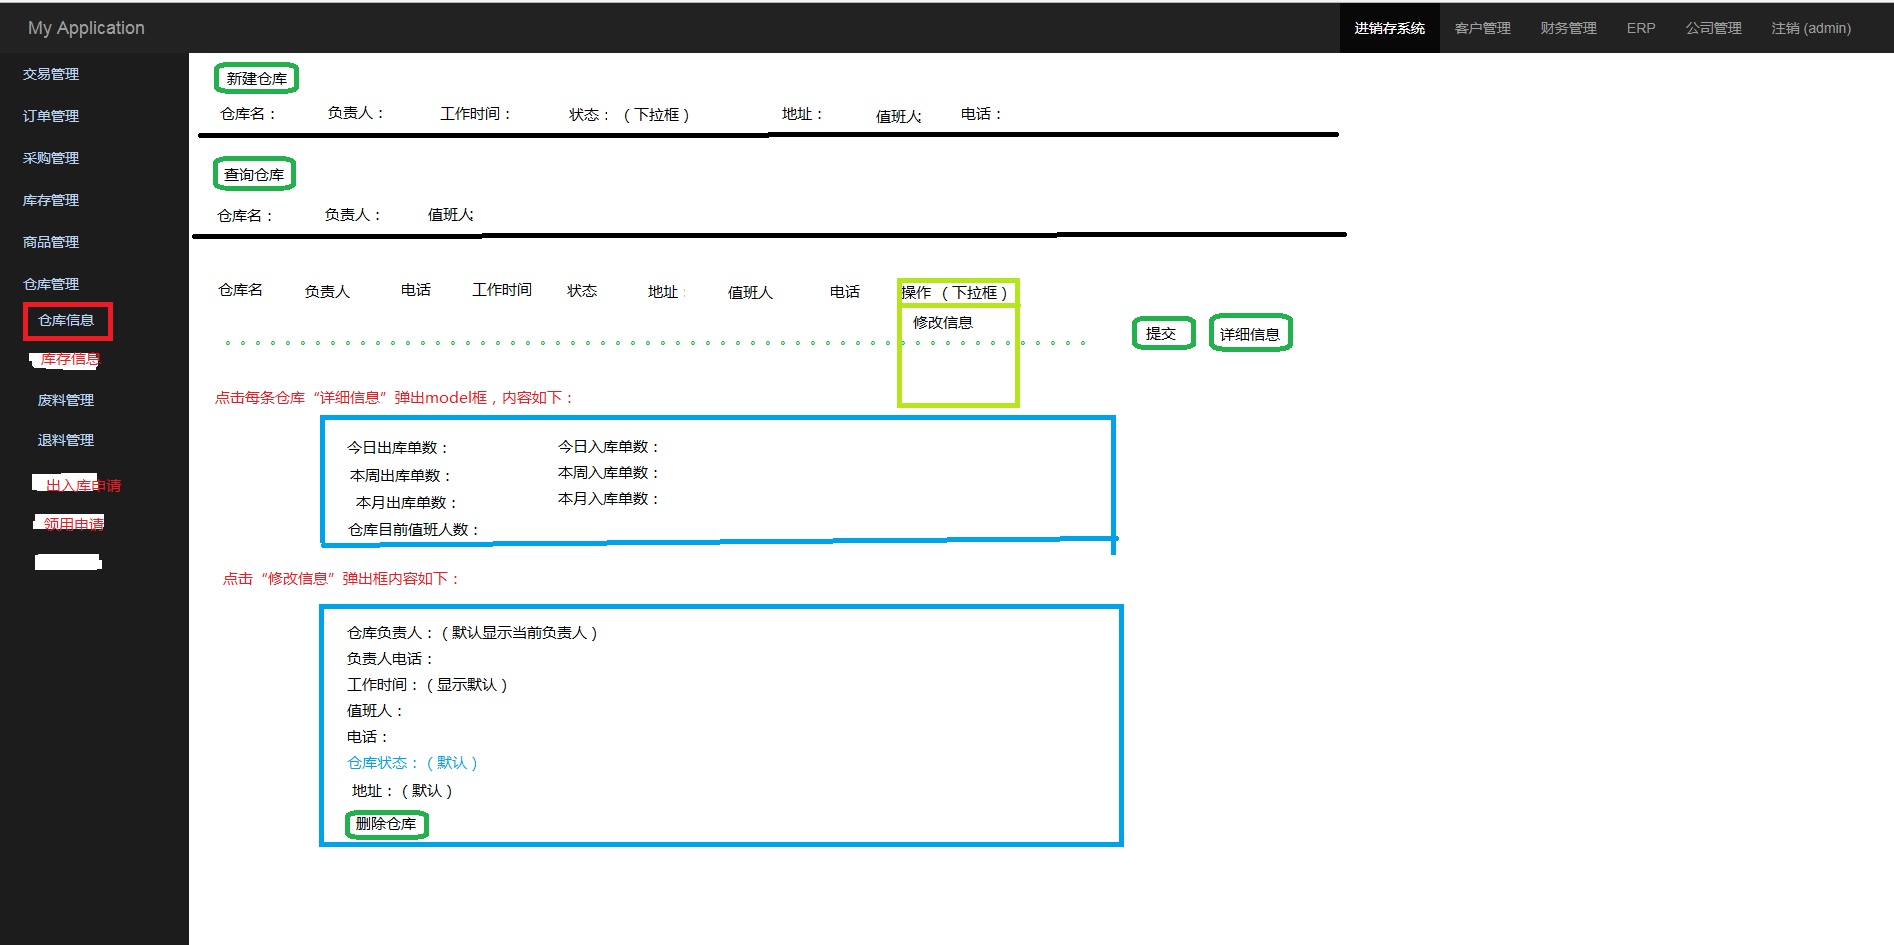 My Application
进销存系统 客户管理 财务管理 ERP 公司管理 注销 (admin)
交易管理
订单管理
采购管理
库存管理
商品管理
仓库管理
仓库信息
库存信息
废料管理
退料管理
出入库申请
领用申请
新建仓库
仓库名： 负责人： 工作时间： 状态：（下拉框） 地址： 值班人: 电话：
查询仓库
仓库名： 负责人： 值班人:
仓库名 负责人 电话 工作时间 状态 地址: 值班人 电话 操作 （下拉框）
修改信息
提交 详细信息
点击每条仓库“详细信息”弹出model框，内容如下：
今日出库单数： 今日入库单数：
本周出库单数： 本周入库单数：
本月出库单数： 本月入库单数：
仓库目前值班人数：
点击“修改信息”弹出框内容如下：
仓库负责人：（默认显示当前负责人）
负责人电话：
工作时间：（显示默认）
值班人：
电话：
仓库状态：（默认）
地址：（默认）
删除仓库